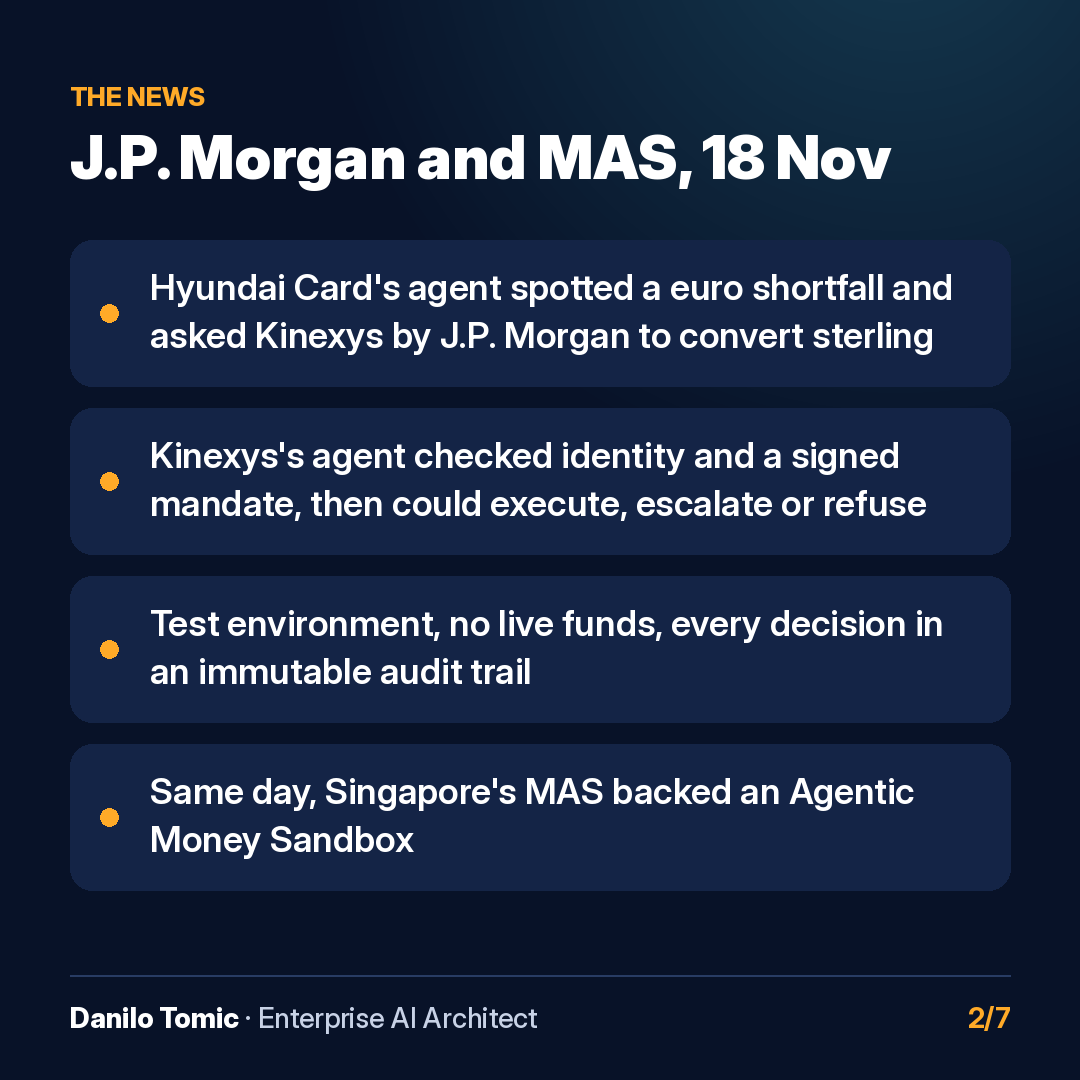 THE NEWS
J.P. Morgan and MAS, 18 Nov
Hyundai Card's agent spotted a euro shortfall and
asked Kinexys by J.P. Morgan to convert sterling
Kinexys's agent checked identity and a signed
mandate, then could execute, escalate or refuse
Test environment, no live funds, every decision in
an immutable audit trail
Same day, Singapore's MAS backed an Agentic
Money Sandbox
Danilo Tomic · Enterprise AI Architect
2/7